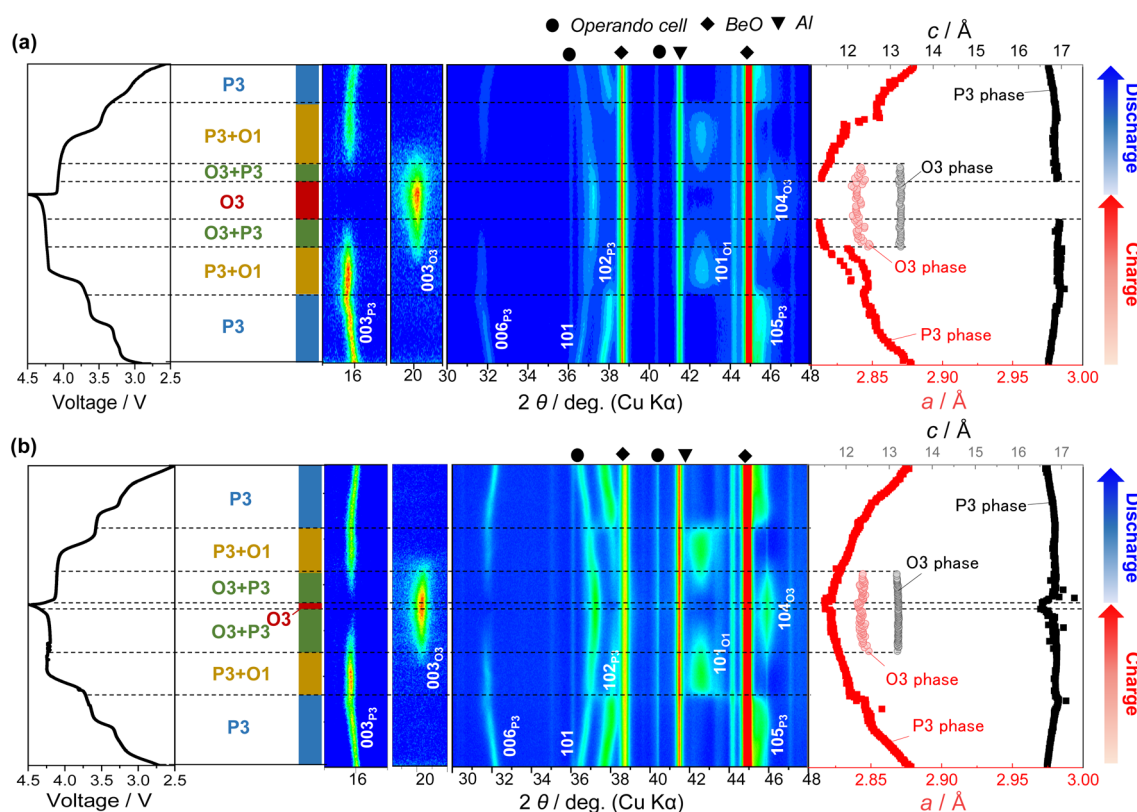 ● Operando cell ◆ BeO ▼ Al
(a)
c / Å
12 13 14 15 16 17
P3
P3+O1
O3+P3
O3
O3+P3
P3+O1
P3
003P3
003O3
006P3
101
102P3
101O1
104O3
105P3
P3 phase
O3 phase
O3 phase
P3 phase
Discharge
Charge
4.5 4.0 3.5 3.0 2.5
Voltage / V
16
20
30 32 34 36 38 40 42 44 46 48
2 θ / deg. (Cu Kα)
2.85 2.90 2.95 3.00
a / Å
(b)
c / Å
12 13 14 15 16 17
P3
P3+O1
O3+P3
O3
O3+P3
P3+O1
P3
003P3
003O3
006P3
101
102P3
101O1
104O3
105P3
P3 phase
O3 phase
O3 phase
P3 phase
Discharge
Charge
4.5 4.0 3.5 3.0 2.5
Voltage / V
16
20
30 32 34 36 38 40 42 44 46 48
2 θ / deg. (Cu Kα)
2.85 2.90 2.95 3.00
a / Å